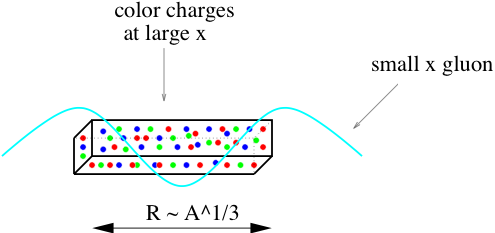 color charges
at large x
small x gluon
R ~ A^1/3